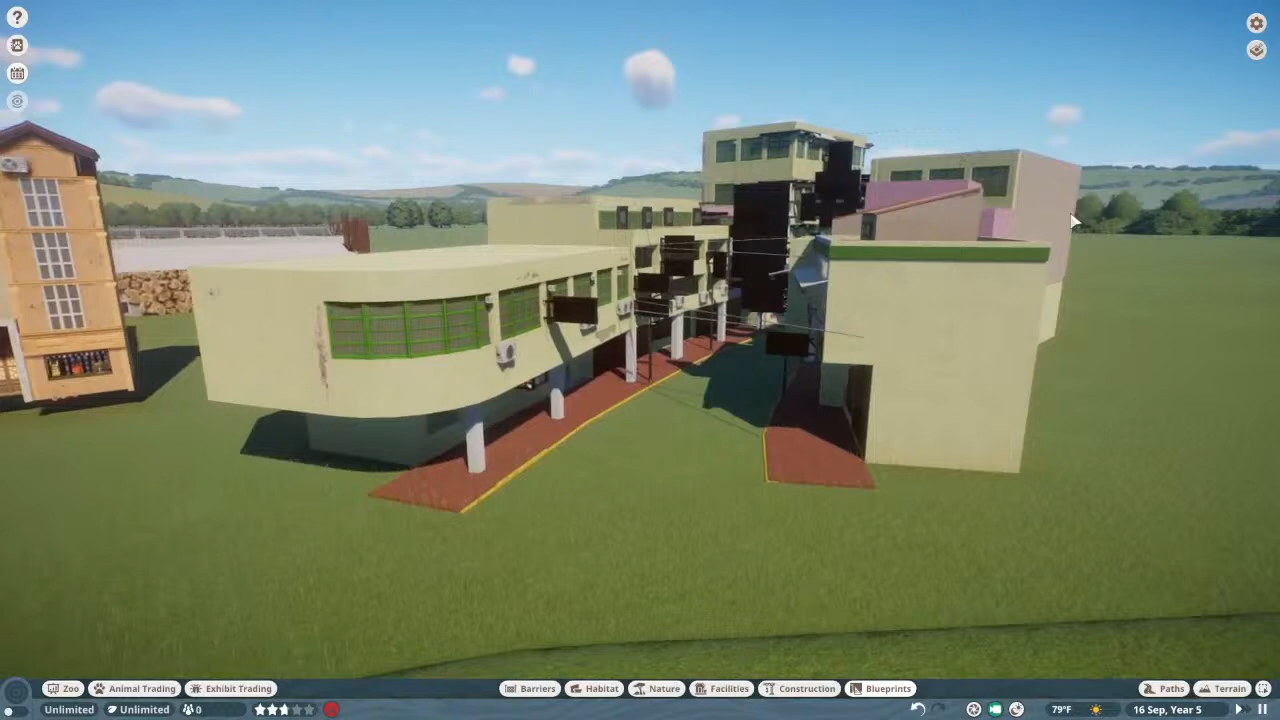 ?
Zoo
Animal Trading
Exhibit Trading
Barriers
Habitat
Nature
Facilities
Construction
Blueprints
Paths
Terrain
Unlimited
Unlimited
0
79°F
16 Sep, Year 5